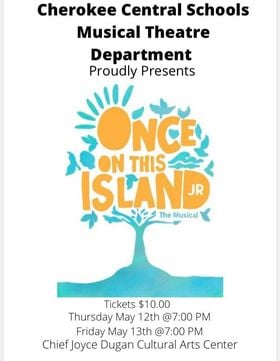 Cherokee Central Schools
Musical Theatre
Department
Proudly Presents
ONCE
ON THIS
ISLAND
JR
The Musical
Tickets $10.00
Thursday May 12th @7:00 PM
Friday May 13th @7:00 PM
Chief Joyce Dugan Cultural Arts Center